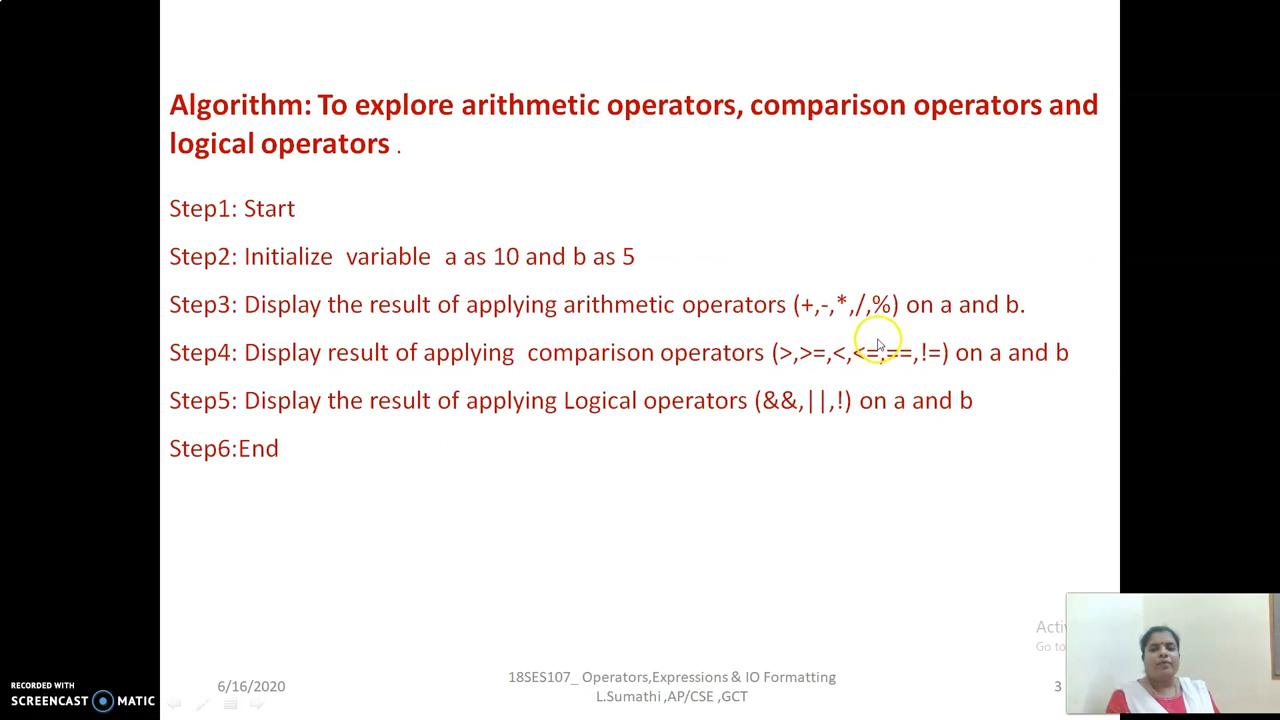 Algorithm: To explore arithmetic operators, comparison operators and
logical operators .
Step1: Start
Step2: Initialize variable a as 10 and b as 5
Step3: Display the result of applying arithmetic operators (+,-,*,/,%) on a and b.
Step4: Display result of applying comparison operators (>,>=,<,<=,==,!=) on a and b
Step5: Display the result of applying Logical operators (&&,||,!) on a and b
Step6:End
Activ
Go to
6/16/2020
18SES107_ Operators,Expressions & IO Formatting
L.Sumathi ,AP/CSE ,GCT
3
RECORDED WITH
SCREENCAST MATIC